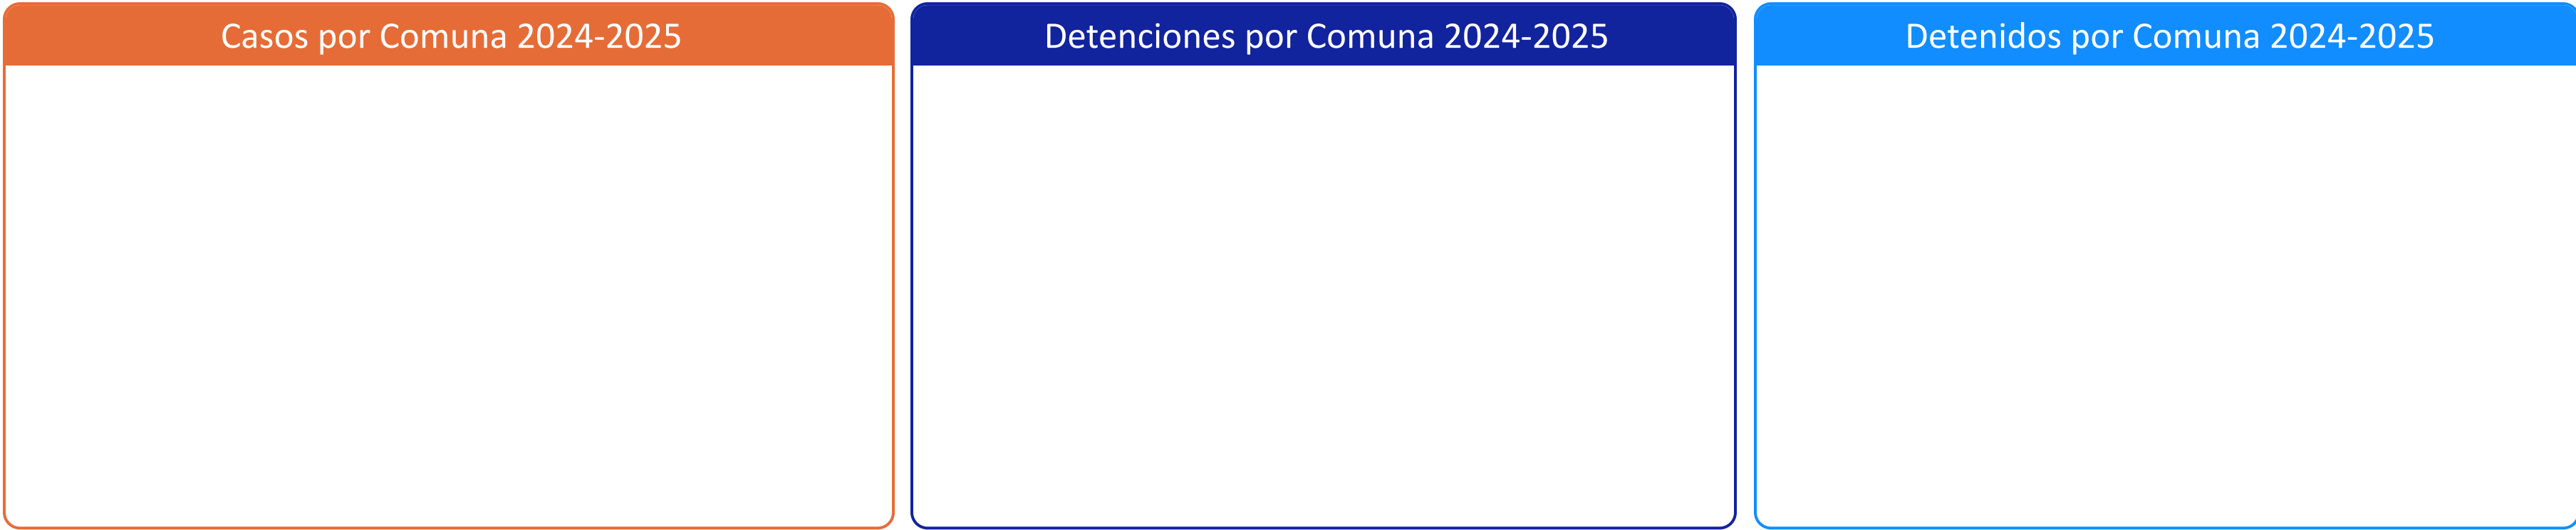 Casos por Comuna 2024-2025
Detenciones por Comuna 2024-2025
Detenidos por Comuna 2024-2025